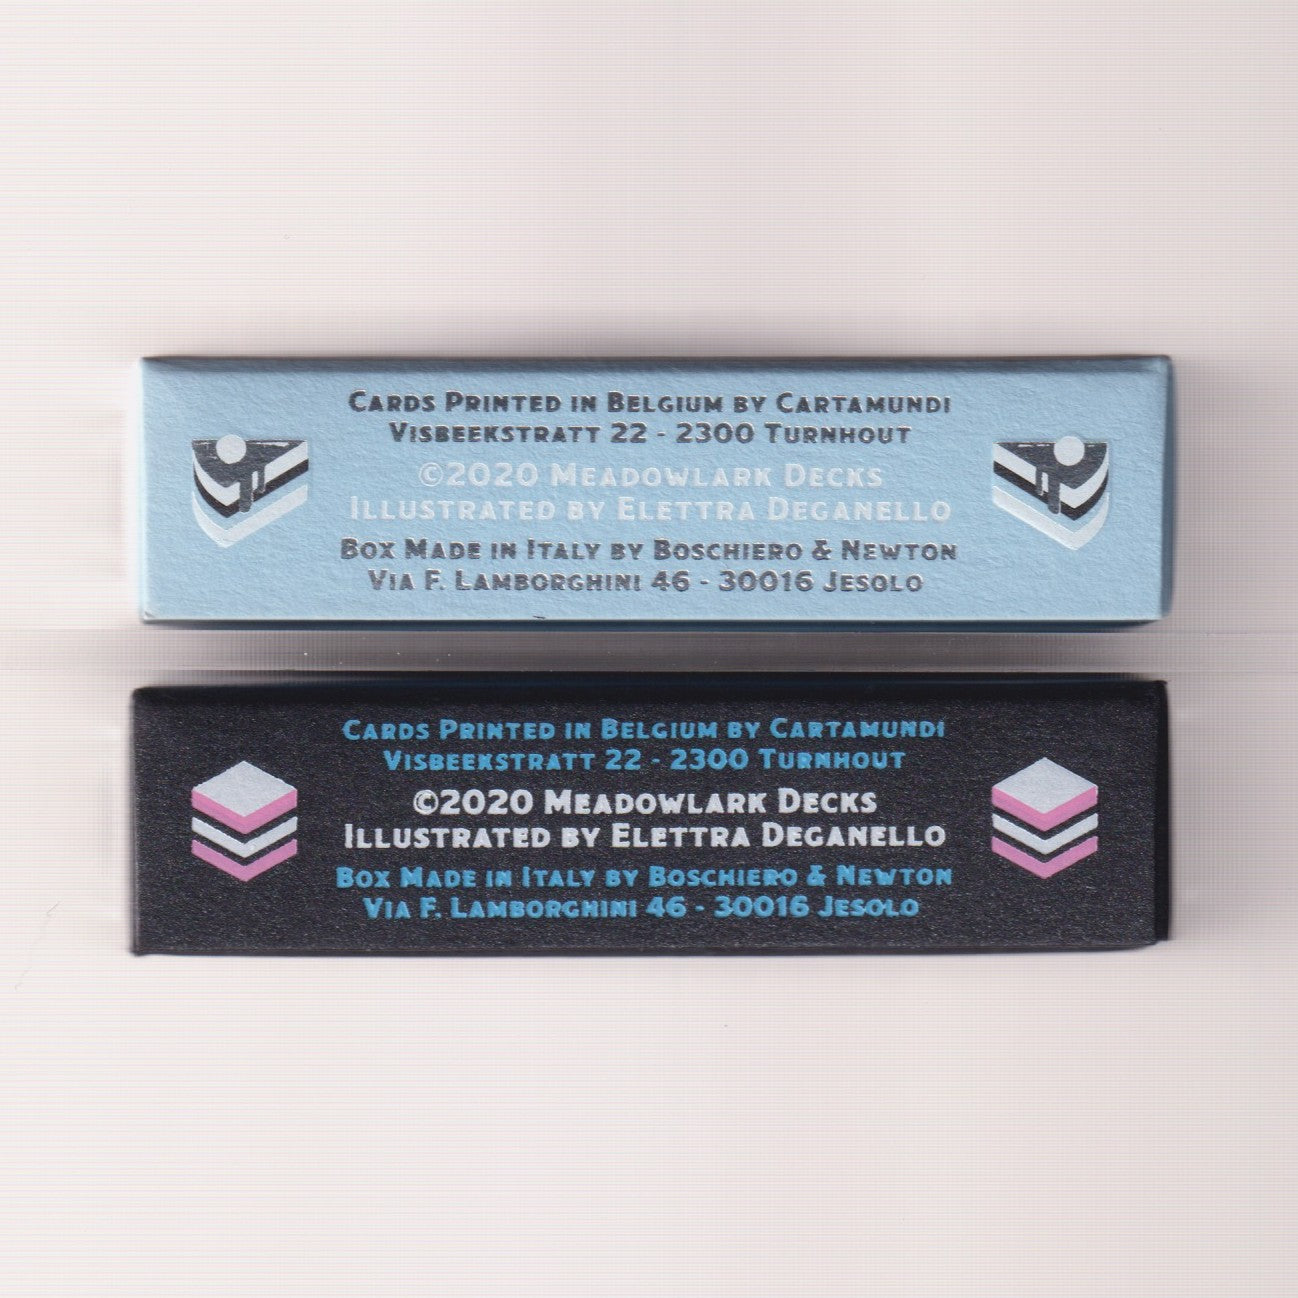 Cards Printed in Belgium by Cartamundi
Visbeekstratt 22 - 2300 Turnhout
©2020 Meadowlark Decks
Illustrated by Elettra Deganello
Box Made in Italy by Boschiero & Newton
Via F. Lamborghini 46 - 30016 Jesolo
Cards Printed in Belgium by Cartamundi
Visbeekstratt 22 - 2300 Turnhout
©2020 Meadowlark Decks
Illustrated by Elettra Deganello
Box Made in Italy by Boschiero & Newton
Via F. Lamborghini 46 - 30016 Jesolo